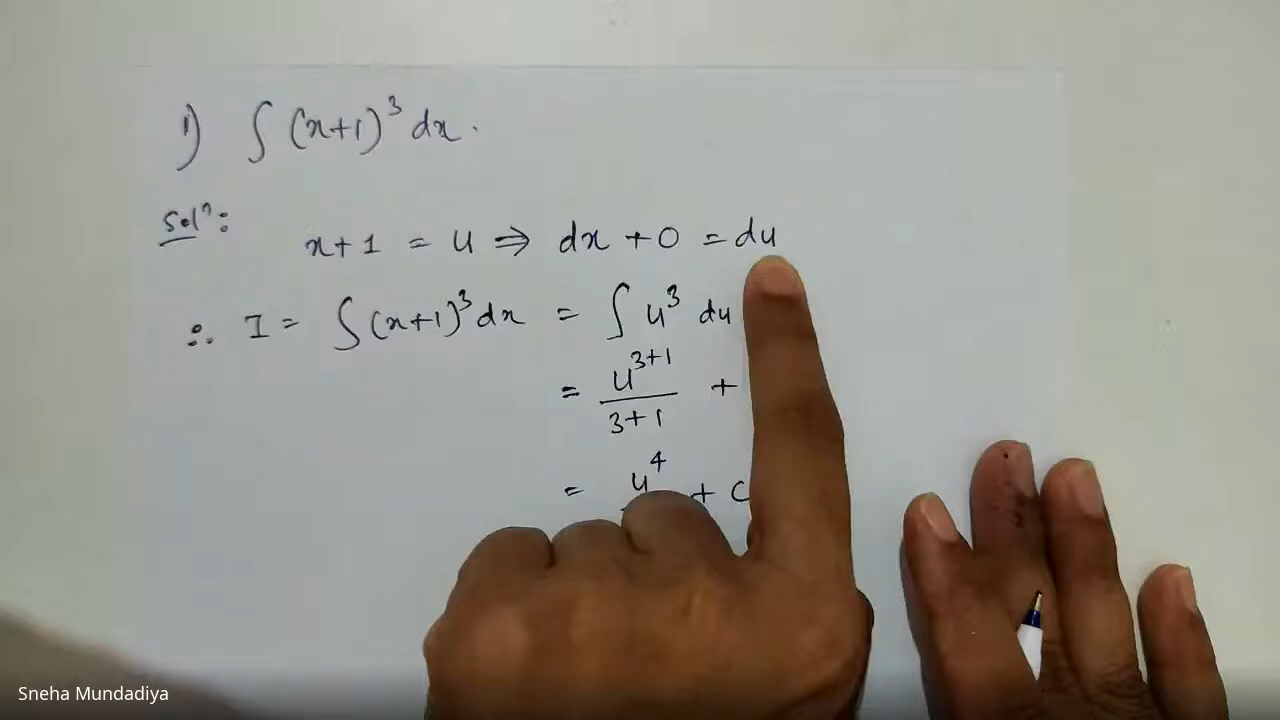 1) ∫ (x+1)³ dx.
Solⁿ: x+1 = u ⇒ dx + 0 = du
∴ I = ∫ (x+1)³ dx = ∫ u³ du
= u³⁺¹ / 3+1 +
= u⁴ + C
Sneha Mundadiya